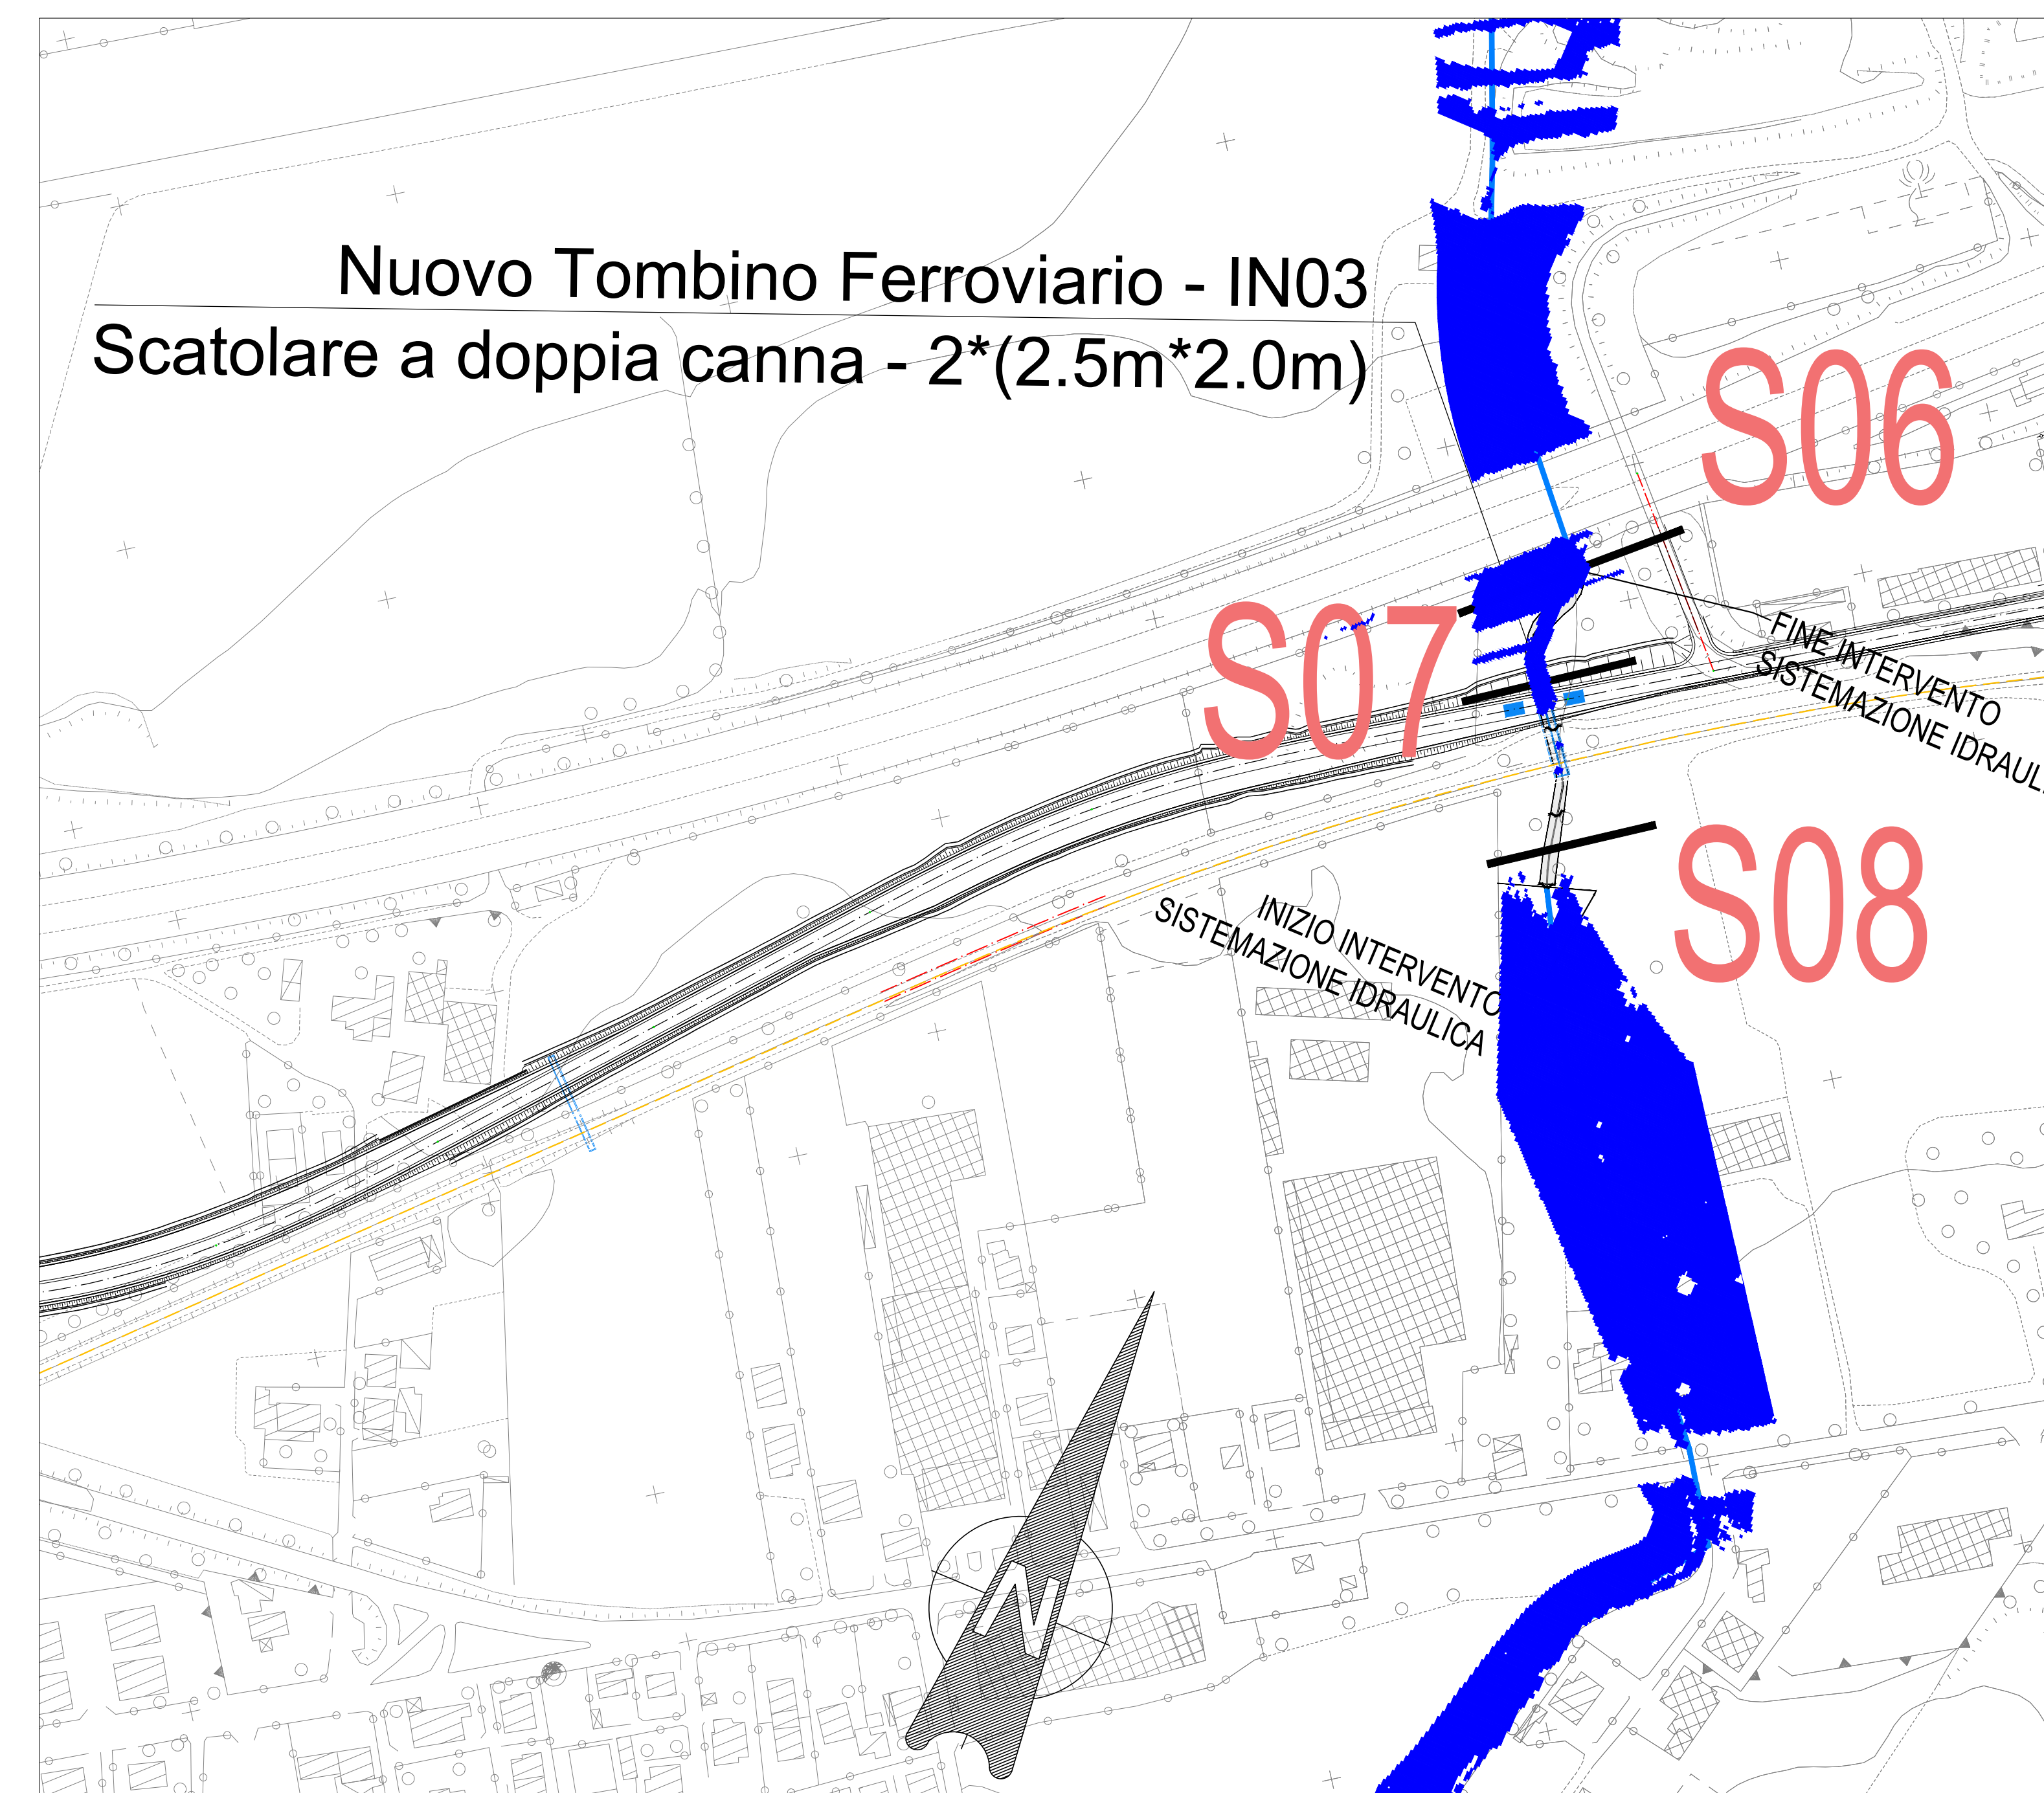 Nuovo Tombino Ferroviario - IN03
Scatolare a doppia canna - 2*(2.5m*2.0m)
S06
S07
FINE INTERVENTO
SISTEMAZIONE IDRAUL
S08
INIZIO INTERVENTO
SISTEMAZIONE IDRAULICA
N